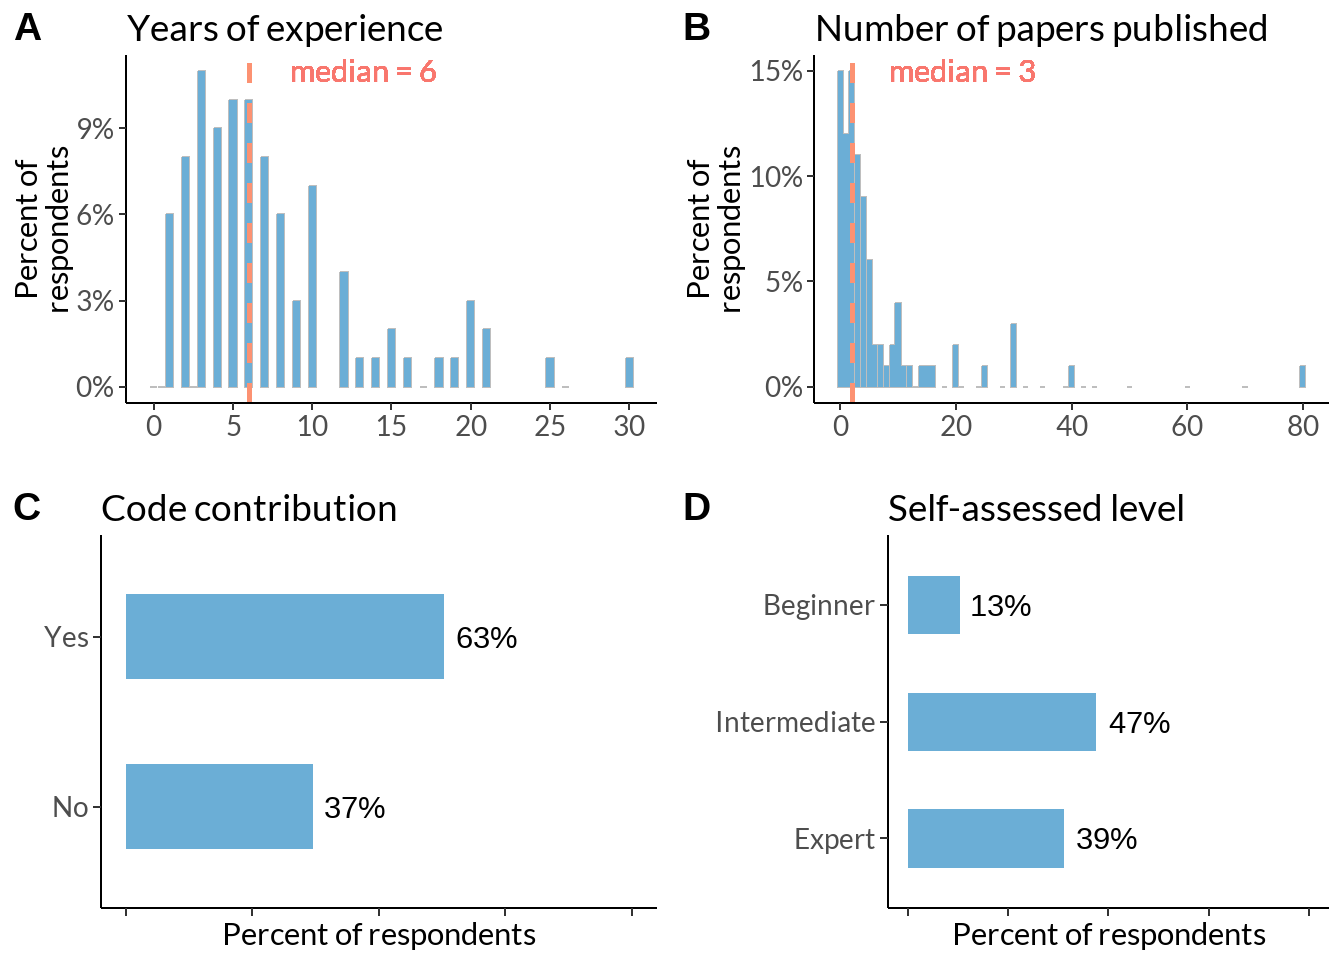 A Years of experience
median = 6
Percent of
respondents
9%
6%
3%
0%
0 5 10 15 20 25 30
B Number of papers published
median = 3
Percent of
respondents
15%
10%
5%
0%
0 20 40 60 80
C Code contribution
Yes 63%
No 37%
Percent of respondents
D Self-assessed level
Beginner 13%
Intermediate 47%
Expert 39%
Percent of respondents